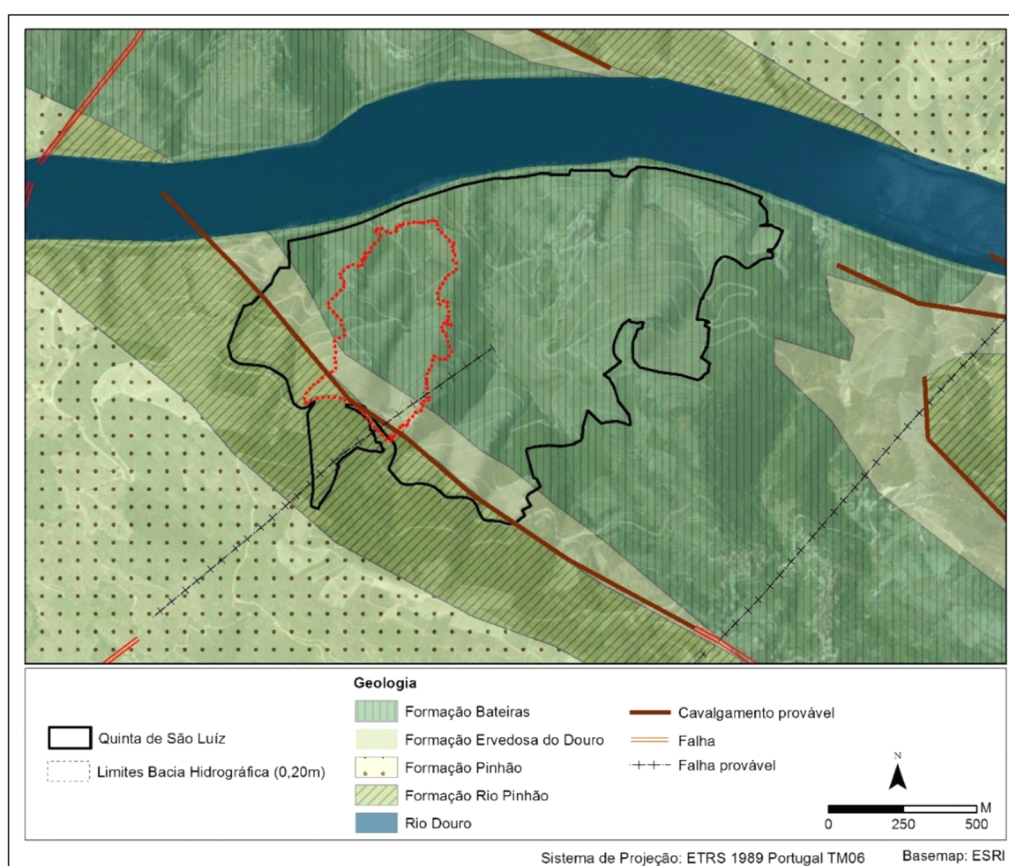 Geologia
Quinta de São Luíz
Limites Bacia Hidrográfica (0,20m)
Formação Bateiras
Formação Ervedosa do Douro
Formação Pinhão
Formação Rio Pinhão
Rio Douro
Cavalgamento provável
Falha
Falha provável
N
M
0 250 500
Sistema de Projeção: ETRS 1989 Portugal TM06 Basemap: ESRI